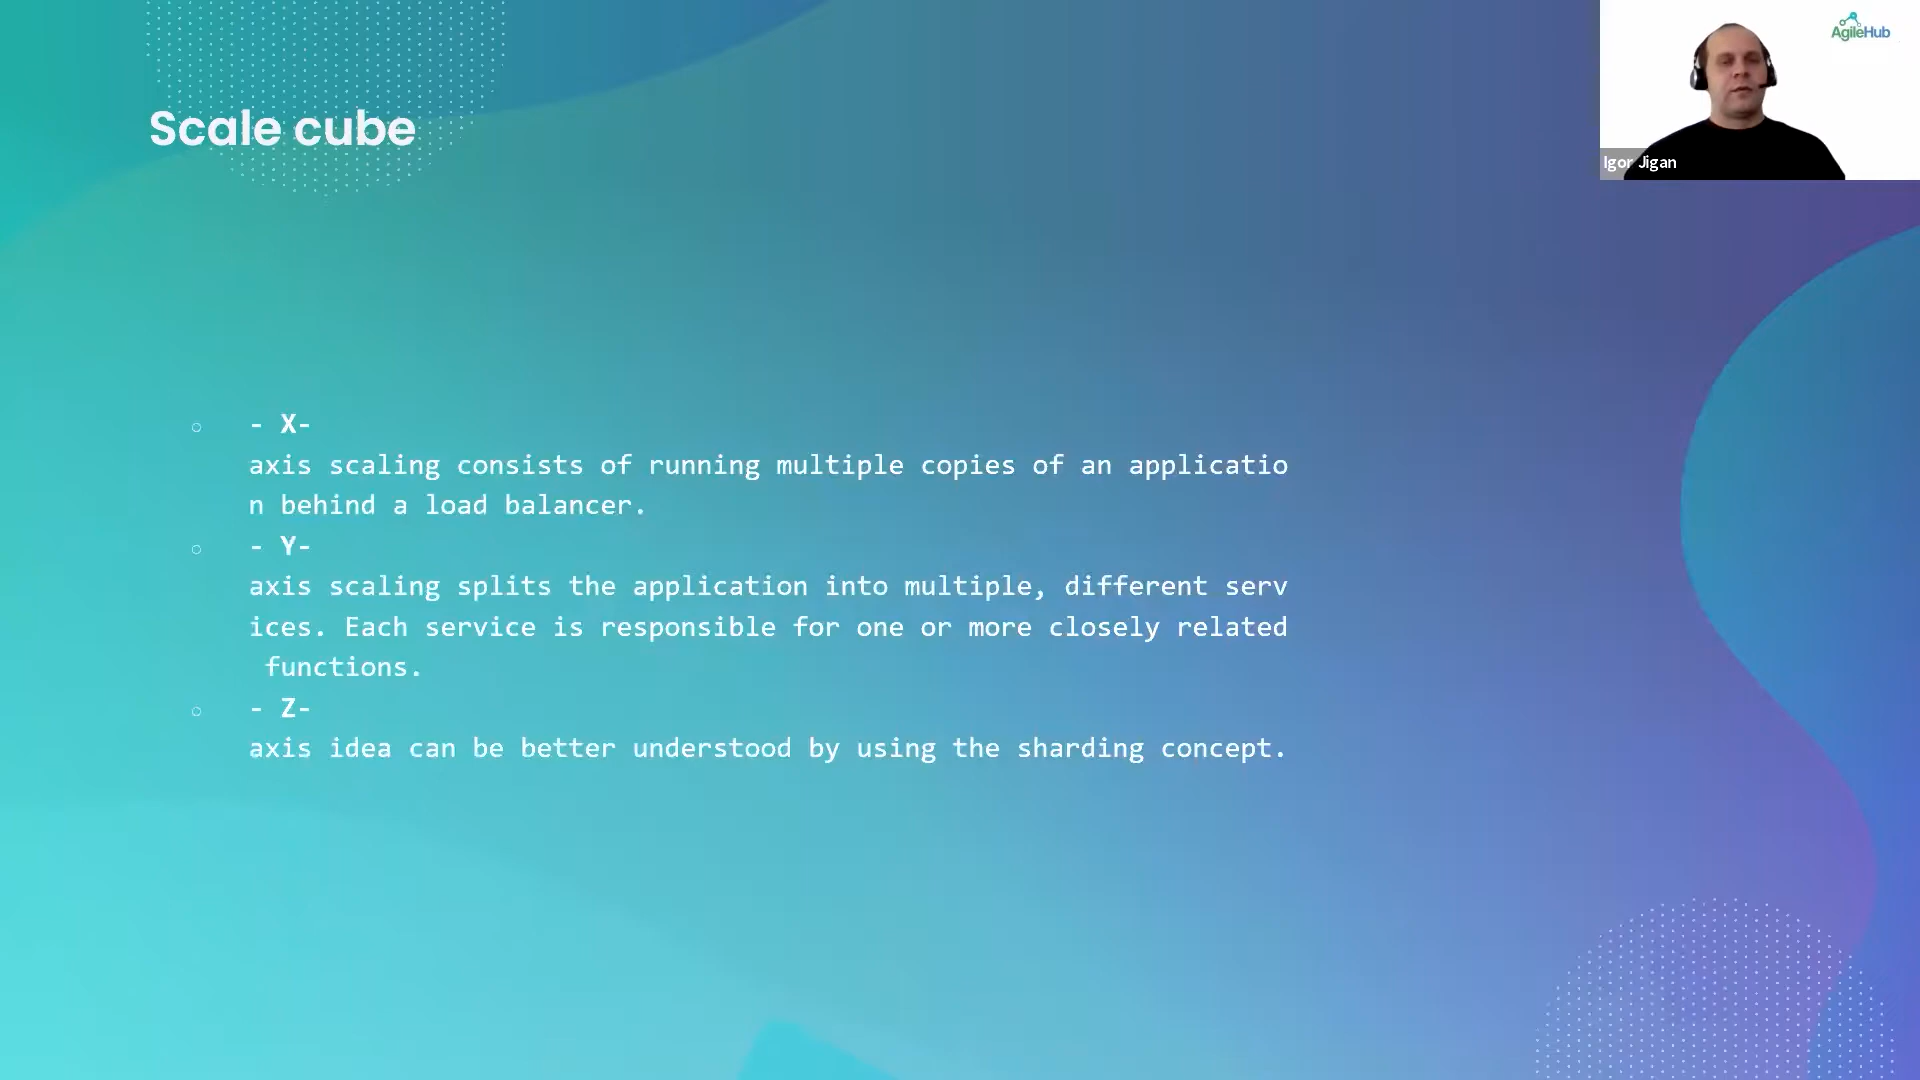 AgileHub
Scale cube
Igor Jigan
- X-
axis scaling consists of running multiple copies of an applicatio
n behind a load balancer.
- Y-
axis scaling splits the application into multiple, different serv
ices. Each service is responsible for one or more closely related
functions.
- Z-
axis idea can be better understood by using the sharding concept.